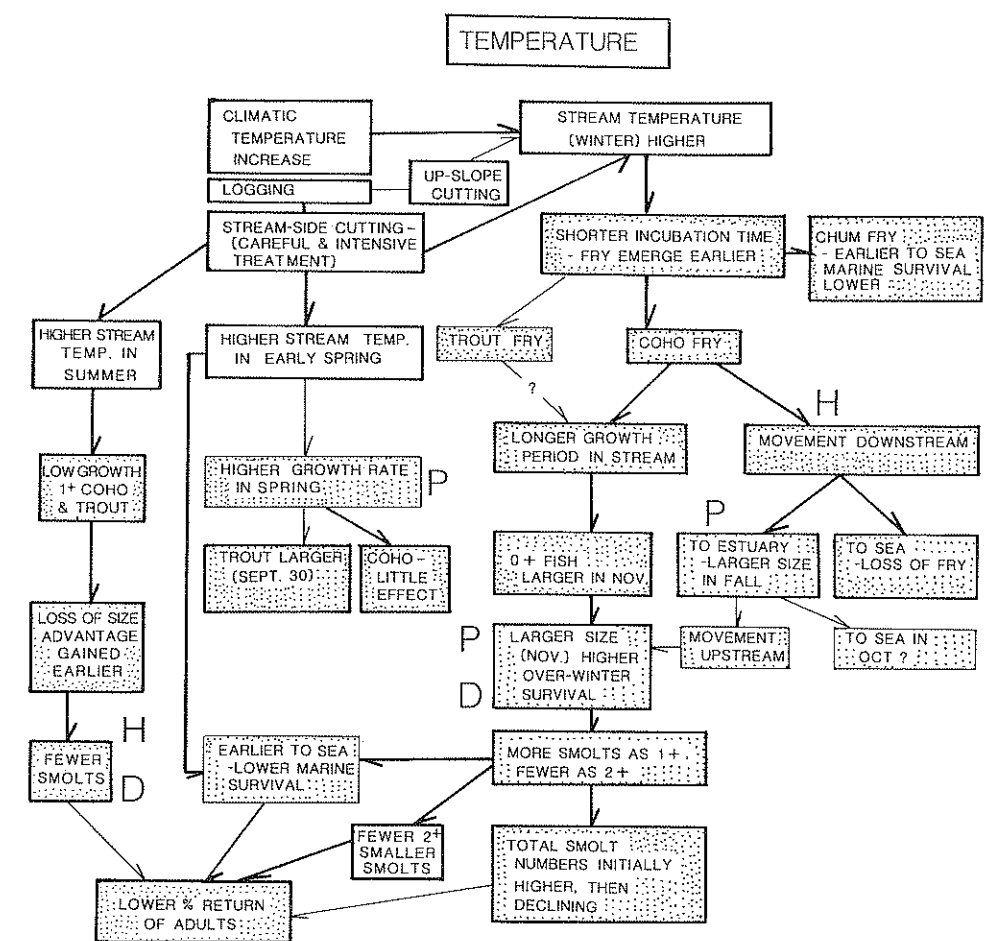 TEMPERATURE
CLIMATIC
TEMPERATURE
INCREASE
STREAM TEMPERATURE
(WINTER) HIGHER
LOGGING
UP-SLOPE
CUTTING
STREAM-SIDE CUTTING-
(CAREFUL & INTENSIVE
TREATMENT)
SHORTER INCUBATION TIME
- FRY EMERGE EARLIER
CHUM FRY
- EARLIER TO SEA
MARINE SURVIVAL
LOWER
HIGHER STREAM
TEMP. IN
SUMMER
HIGHER STREAM TEMP.
IN EARLY SPRING
TROUT FRY
COHO FRY
?
H
LOW GROWTH
1+ COHO
& TROUT
HIGHER GROWTH RATE
IN SPRING
P
LONGER GROWTH
PERIOD IN STREAM
MOVEMENT DOWNSTREAM
P
TROUT LARGER
(SEPT. 30)
COHO-
LITTLE
EFFECT
0+ FISH
LARGER IN NOV.
TO ESTUARY
-LARGER SIZE
IN FALL
TO SEA
-LOSS OF FRY
LOSS OF SIZE
ADVANTAGE
GAINED
EARLIER
P
D
LARGER SIZE
(NOV.) HIGHER
OVER-WINTER
SURVIVAL
MOVEMENT
UPSTREAM
TO SEA IN
OCT ?
H
D
FEWER
SMOLTS
EARLIER TO SEA
-LOWER MARINE
SURVIVAL
MORE SMOLTS AS 1+,
FEWER AS 2+
FEWER 2+
SMALLER
SMOLTS
TOTAL SMOLT
NUMBERS INITIALLY
HIGHER, THEN
DECLINING
LOWER % RETURN
OF ADULTS